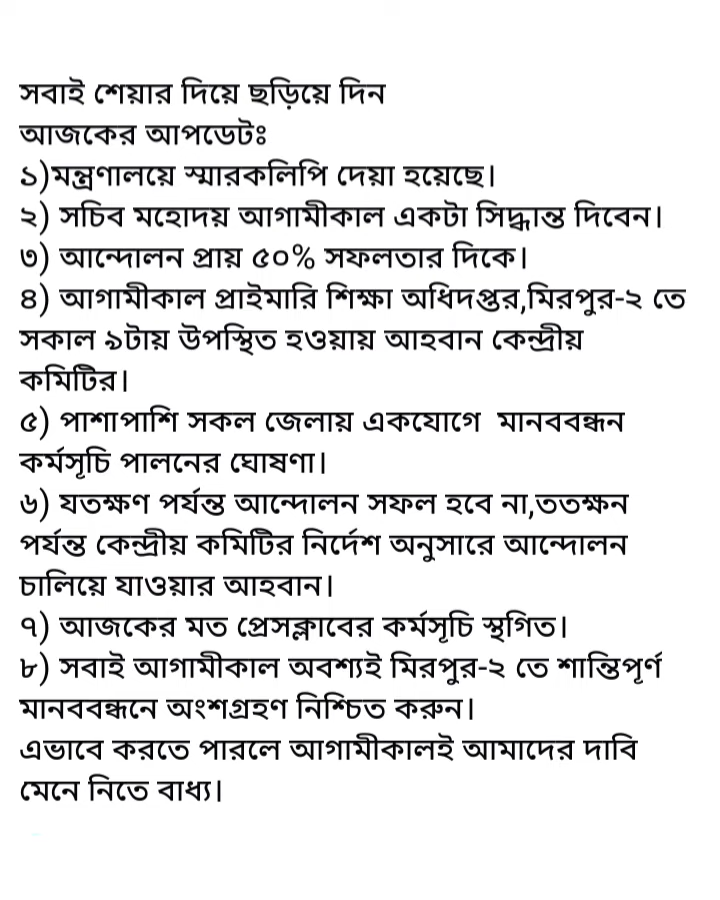 সবাই শেয়ার দিয়ে ছড়িয়ে দিন
আজকের আপডেটঃ
১)মন্ত্রণালয়ে স্মারকলিপি দেয়া হয়েছে।
২) সচিব মহোদয় আগামীকাল একটা সিদ্ধান্ত দিবেন।
৩) আন্দোলন প্রায় ৫০% সফলতার দিকে।
৪) আগামীকাল প্রাইমারি শিক্ষা অধিদপ্তর,মিরপুর-২ তে
সকাল ৯টায় উপস্থিত হওয়ায় আহবান কেন্দ্রীয়
কমিটির।
৫) পাশাপাশি সকল জেলায় একযোগে মানববন্ধন
কর্মসূচি পালনের ঘোষণা।
৬) যতক্ষণ পর্যন্ত আন্দোলন সফল হবে না,ততক্ষন
পর্যন্ত কেন্দ্রীয় কমিটির নির্দেশ অনুসারে আন্দোলন
চালিয়ে যাওয়ার আহবান।
৭) আজকের মত প্রেসক্লাবের কর্মসূচি স্থগিত।
৮) সবাই আগামীকাল অবশ্যই মিরপুর-২ তে শান্তিপূর্ণ
মানববন্ধনে অংশগ্রহণ নিশ্চিত করুন।
এভাবে করতে পারলে আগামীকালই আমাদের দাবি
মেনে নিতে বাধ্য।